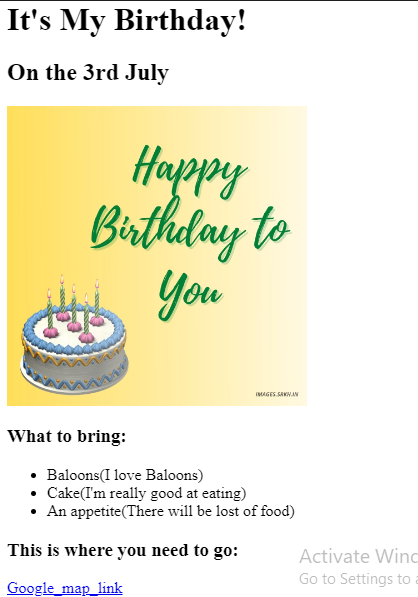 It's My Birthday!
On the 3rd July
Happy
Birthday to
You
IMAGES.SRKH.IN
What to bring:
Baloons(I love Baloons)
Cake(I'm really good at eating)
An appetite(There will be lost of food)
This is where you need to go:
Activate Winc
Go to Settings to a
Google_map_link